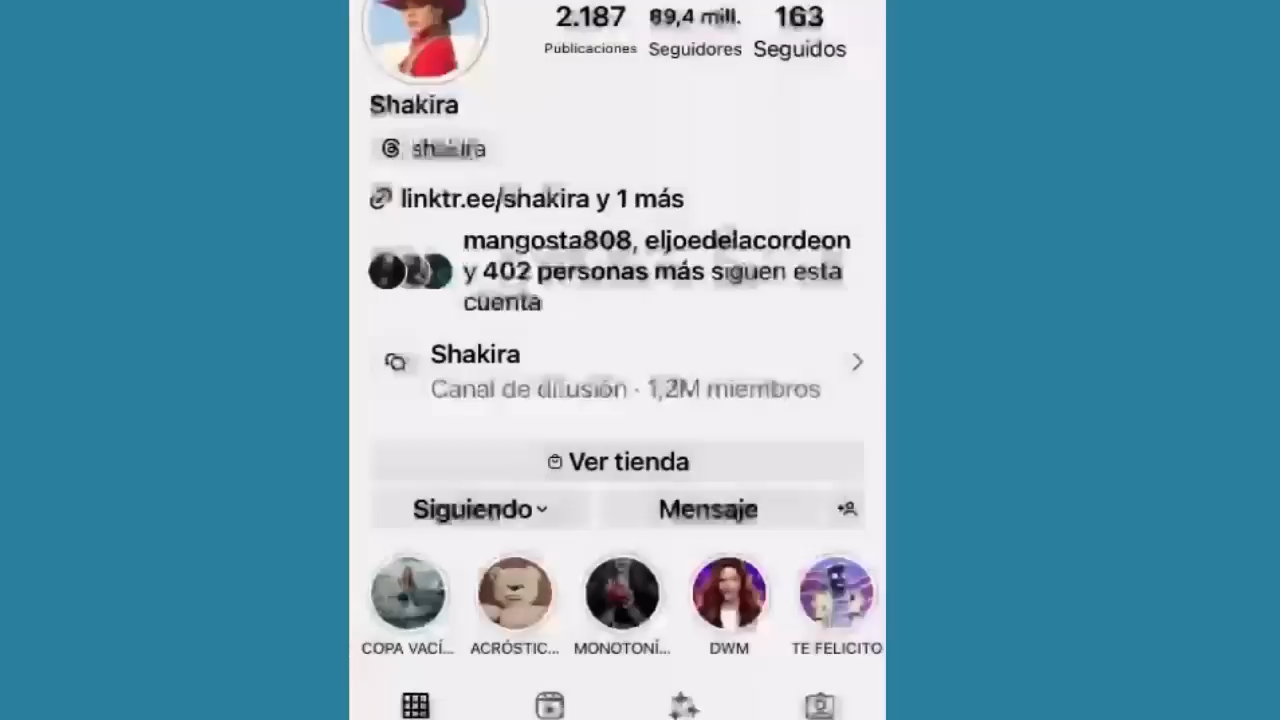 2.187 89,4 mill. 163
Publicaciones Seguidores Seguidos
Shakira
shakira
linktr.ee/shakira y 1 más
mangosta808, eljoedelacordeon
y 402 personas más siguen esta
cuenta
Shakira
Canal de difusión · 1,2M miembros
Ver tienda
Siguiendo Mensaje
COPA VACÍ... ACRÓSTIC... MONOTONÍ... DWM TE FELICITO